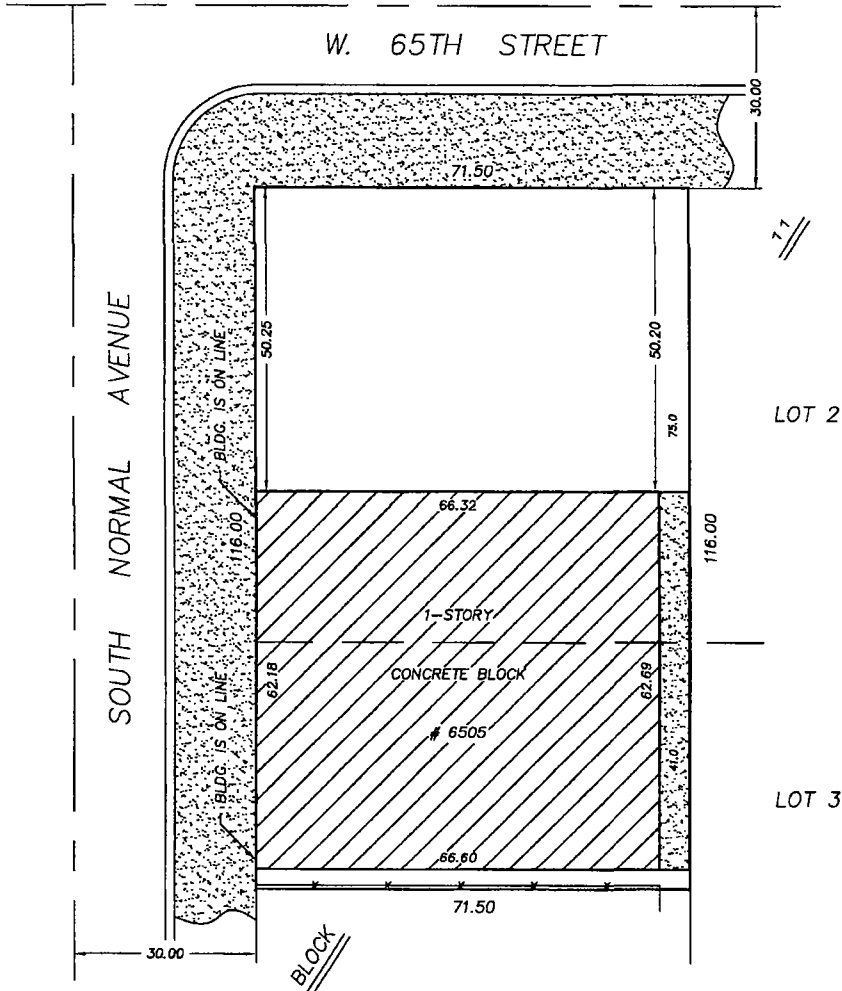 W. 65TH STREET
30.00
71.50
11
SOUTH NORMAL AVENUE
BLDG. IS ON LINE
50.25
50.20
75.0
LOT 2
116.00
66.32
116.00
1-STORY
CONCRETE BLOCK
62.18
62.69
# 6505
BLDG. IS ON LINE
41.0
LOT 3
66.60
71.50
30.00
BLOCK